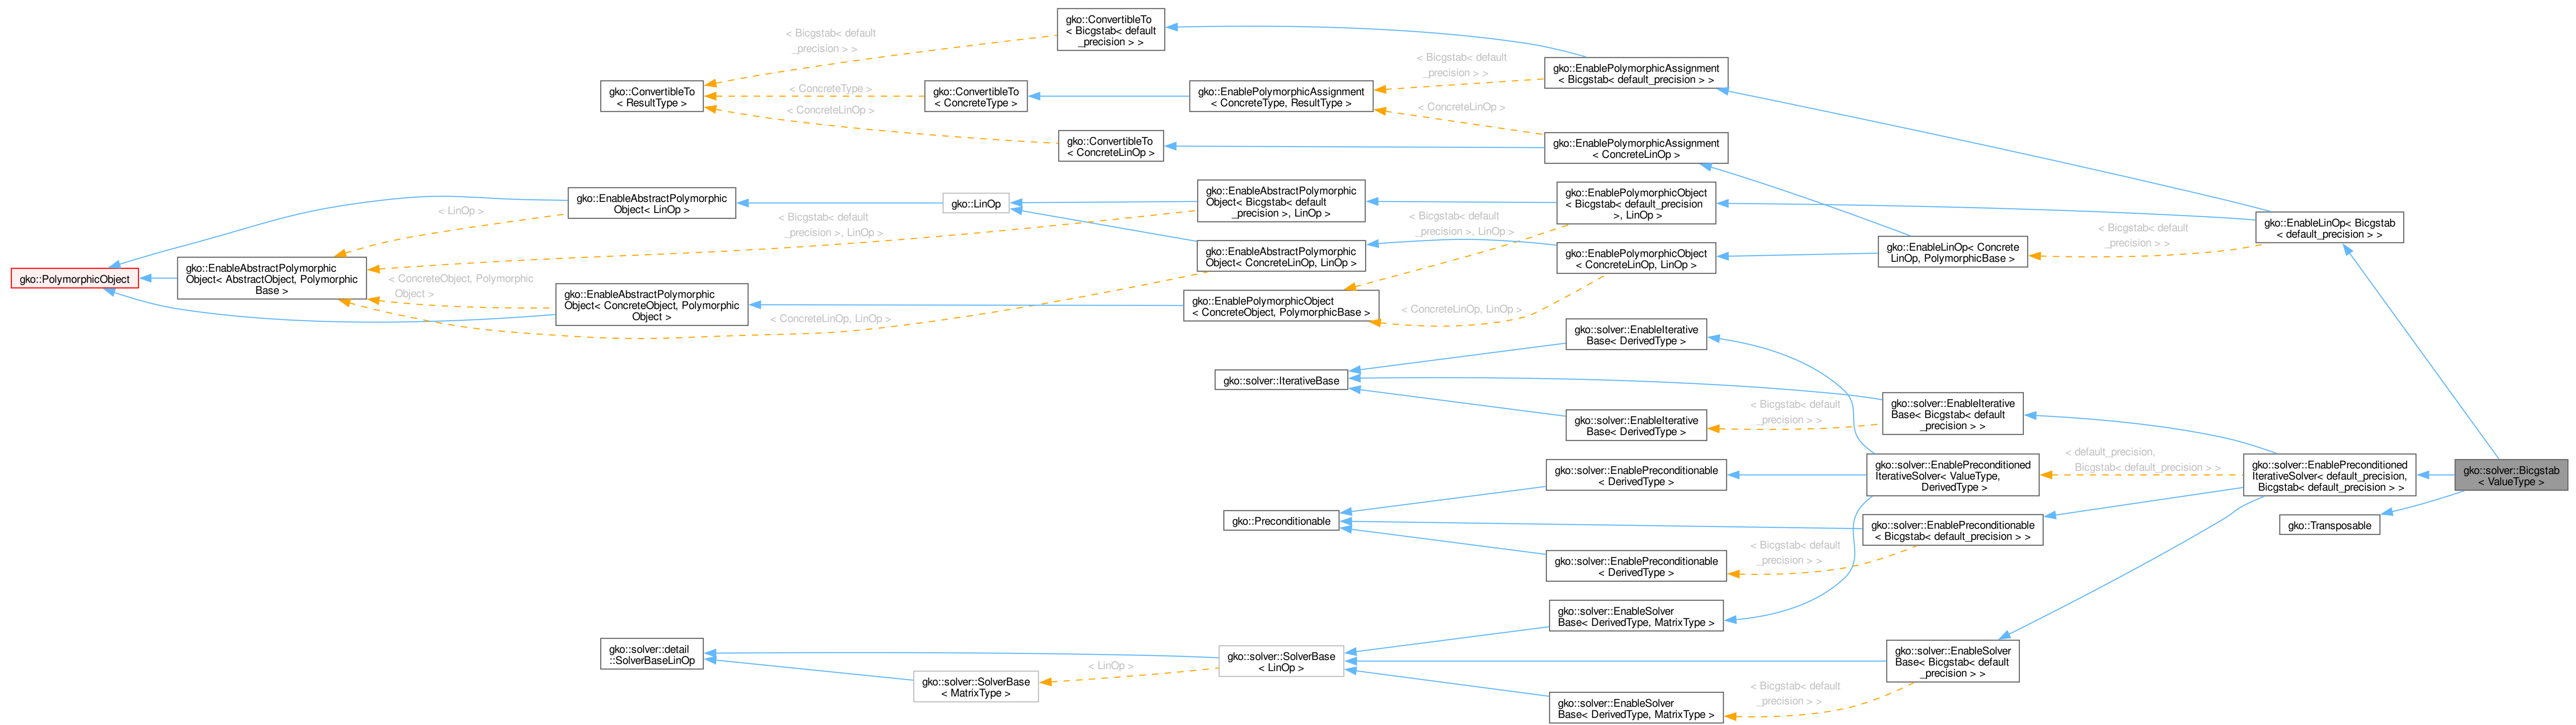 gko::ConvertibleTo
< Bicgstab< default
_precision > >
< Bicgstab< default
_precision > >
gko::ConvertibleTo
< ResultType >
< ConcreteType >
gko::ConvertibleTo
< ConcreteType >
< ConcreteLinOp >
gko::ConvertibleTo
< ConcreteLinOp >
gko::EnablePolymorphicAssignment
< ConcreteType, ResultType >
< Bicgstab< default
_precision > >
< ConcreteLinOp >
gko::EnablePolymorphicAssignment
< Bicgstab< default_precision > >
gko::EnablePolymorphicAssignment
< ConcreteLinOp >
gko::PolymorphicObject
gko::EnableAbstractPolymorphic
Object< AbstractObject, Polymorphic
Base >
gko::EnableAbstractPolymorphic
Object< LinOp >
< LinOp >
< ConcreteObject, Polymorphic
Object >
gko::EnableAbstractPolymorphic
Object< ConcreteObject, Polymorphic
Object >
< Bicgstab< default
_precision >, LinOp >
< ConcreteLinOp, LinOp >
gko::LinOp
gko::EnableAbstractPolymorphic
Object< Bicgstab< default
_precision >, LinOp >
gko::EnableAbstractPolymorphic
Object< ConcreteLinOp, LinOp >
gko::EnablePolymorphicObject
< ConcreteObject, PolymorphicBase >
< Bicgstab< default
_precision >, LinOp >
< ConcreteLinOp, LinOp >
gko::EnablePolymorphicObject
< Bicgstab< default_precision
>, LinOp >
gko::EnablePolymorphicObject
< ConcreteLinOp, LinOp >
gko::EnableLinOp< Concrete
LinOp, PolymorphicBase >
< Bicgstab< default
_precision > >
gko::EnableLinOp< Bicgstab
< default_precision > >
gko::solver::IterativeBase
gko::solver::EnableIterative
Base< DerivedType >
gko::solver::EnableIterative
Base< DerivedType >
< Bicgstab< default
_precision > >
gko::solver::EnableIterative
Base< Bicgstab< default
_precision > >
gko::Preconditionable
gko::solver::EnablePreconditionable
< DerivedType >
gko::solver::EnablePreconditionable
< DerivedType >
< Bicgstab< default
_precision > >
gko::solver::EnablePreconditioned
IterativeSolver< ValueType,
DerivedType >
gko::solver::EnablePreconditionable
< Bicgstab< default_precision > >
< default_precision,
Bicgstab< default_precision > >
gko::solver::EnablePreconditioned
IterativeSolver< default_precision,
Bicgstab< default_precision > >
gko::Transposable
gko::solver::Bicgstab
< ValueType >
gko::solver::detail
::SolverBaseLinOp
gko::solver::SolverBase
< MatrixType >
< LinOp >
gko::solver::SolverBase
< LinOp >
gko::solver::EnableSolver
Base< DerivedType, MatrixType >
gko::solver::EnableSolver
Base< DerivedType, MatrixType >
< Bicgstab< default
_precision > >
gko::solver::EnableSolver
Base< Bicgstab< default
_precision > >